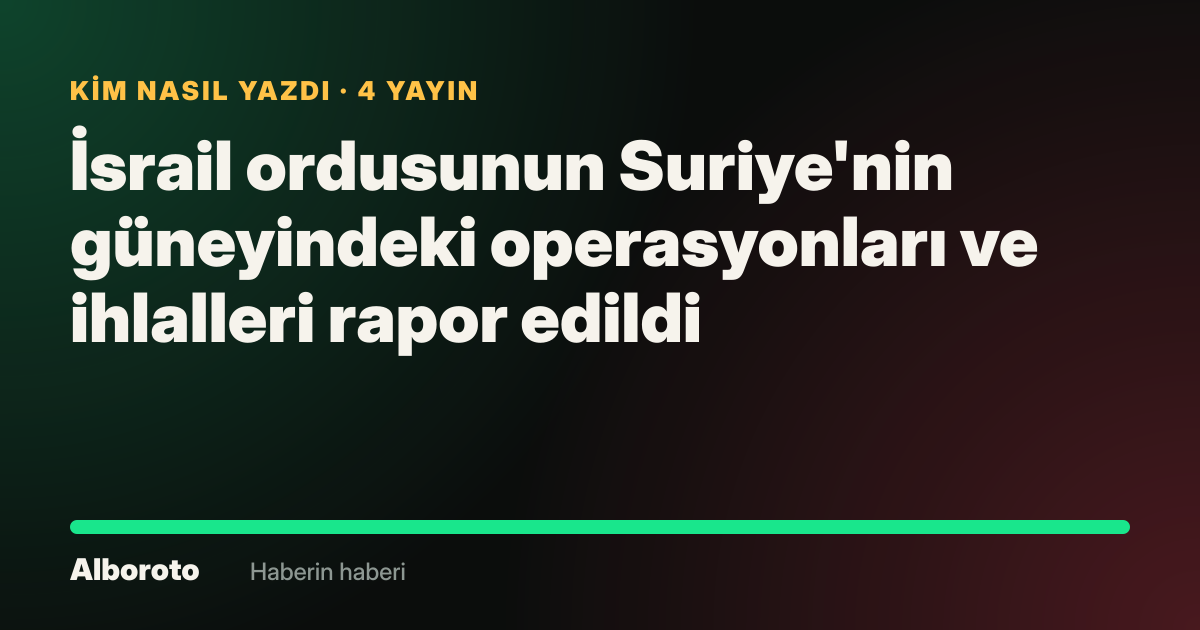 KİM NASIL YAZDI · 4 YAYIN
İsrail ordusunun Suriye'nin
güneyindeki operasyonları ve
ihlalleri rapor edildi
Alboroto
Haberin haberi